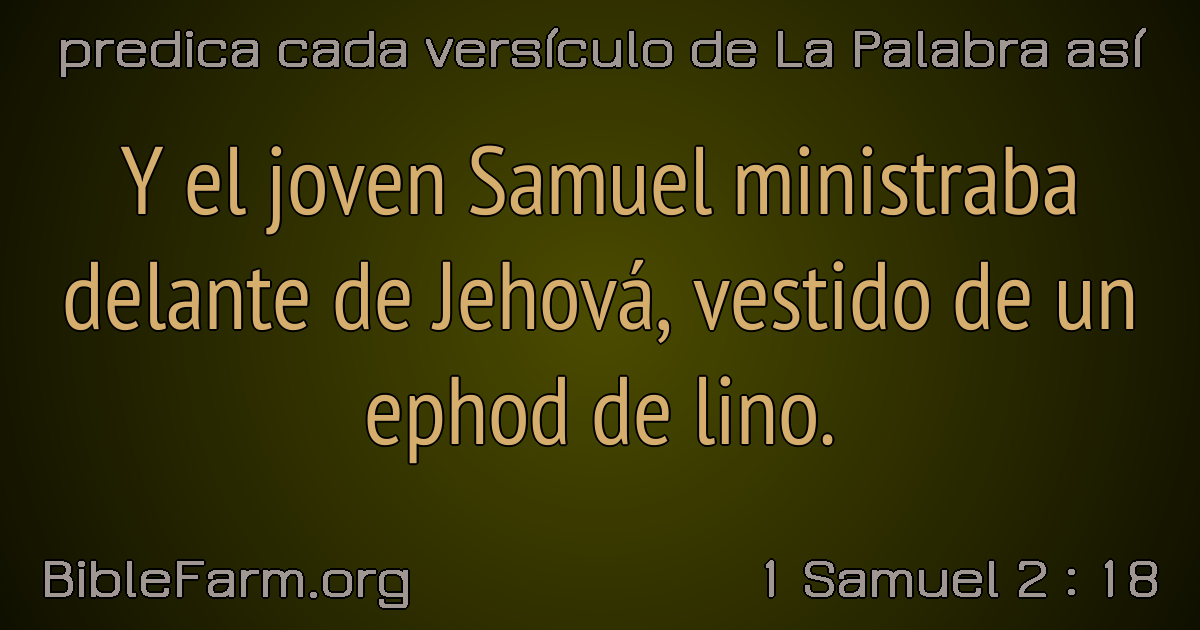 predica cada versículo de La Palabra así
Y el joven Samuel ministraba
delante de Jehová, vestido de un
ephod de lino.
BibleFarm.org
1 Samuel 2 : 18